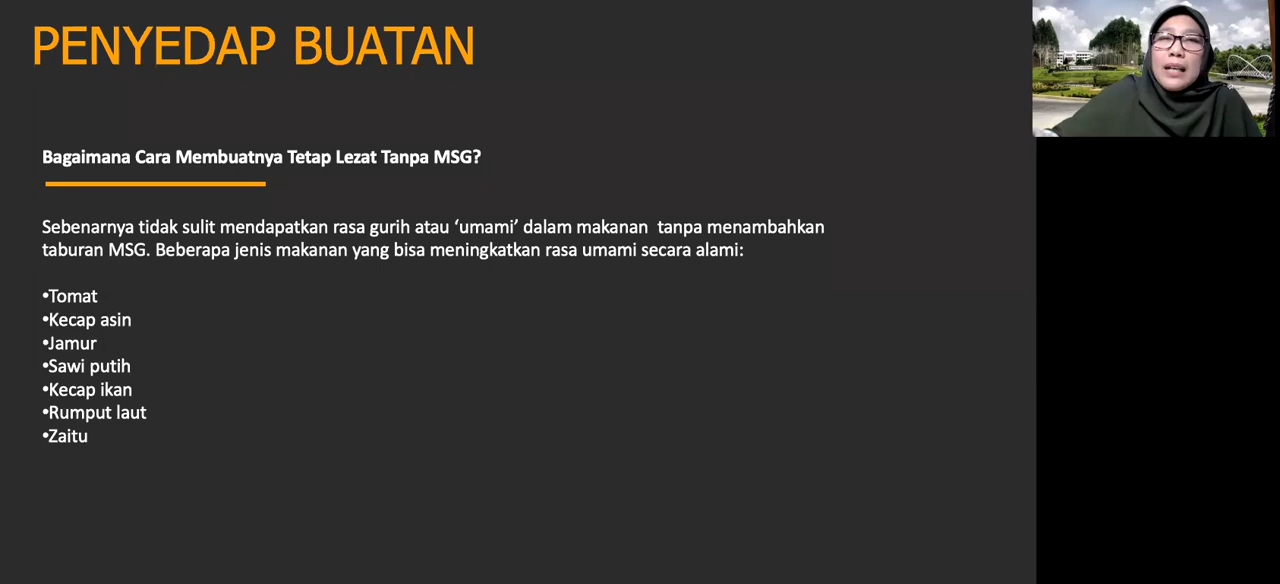 PENYEDAP BUATAN
Bagaimana Cara Membuatnya Tetap Lezat Tanpa MSG?
Sebenarnya tidak sulit mendapatkan rasa gurih atau ‘umami’ dalam makanan  tanpa menambahkan
taburan MSG. Beberapa jenis makanan yang bisa meningkatkan rasa umami secara alami:
•Tomat
•Kecap asin
•Jamur
•Sawi putih
•Kecap ikan
•Rumput laut
•Zaitu